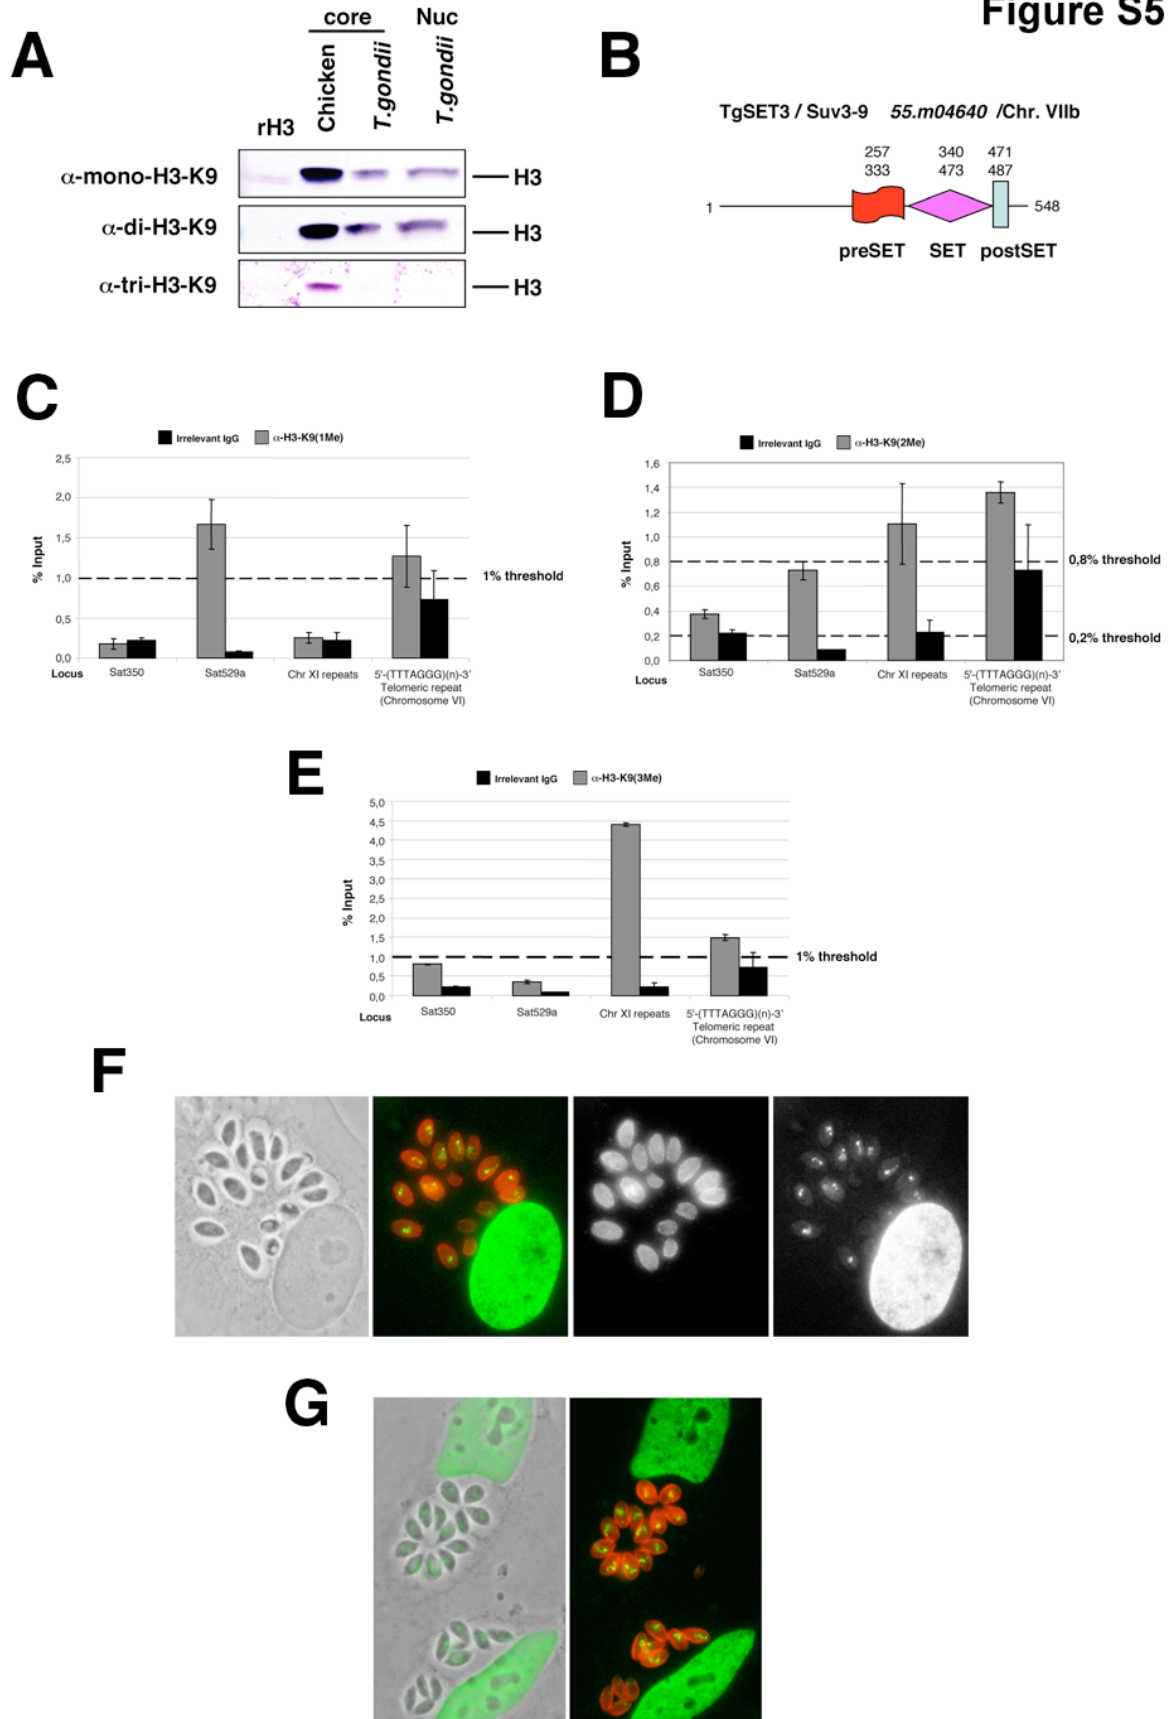 Figure S5
A
core
Nuc
rH3
Chicken
T.gondii
T.gondii
α-mono-H3-K9
H3
α-di-H3-K9
H3
α-tri-H3-K9
H3
B
TgSET3 / Suv3-9 55.m04640 /Chr. VIIb
257 340 471
333 473 487
1
548
preSET SET postSET
C
Irrelevant IgG α-H3-K9(1Me)
2,5
2,0
1,5
1,0
0,5
0,0
% Input
1% threshold
Locus
Sat350
Sat529a
Chr XI repeats
5'-(TTTAGGG)(n)-3'
Telomeric repeat
(Chromosome VI)
D
Irrelevant IgG α-H3-K9(2Me)
1,6
1,4
1,2
1,0
0,8
0,6
0,4
0,2
0,0
% Input
0,8% threshold
0,2% threshold
Locus
Sat350
Sat529a
Chr XI repeats
5'-(TTTAGGG)(n)-3'
Telomeric repeat
(Chromosome VI)
E
Irrelevant IgG α-H3-K9(3Me)
5,0
4,5
4,0
3,5
3,0
2,5
2,0
1,5
1,0
0,5
0,0
% Input
1% threshold
Locus
Sat350
Sat529a
Chr XI repeats
5'-(TTTAGGG)(n)-3'
Telomeric repeat
(Chromosome VI)
F
G